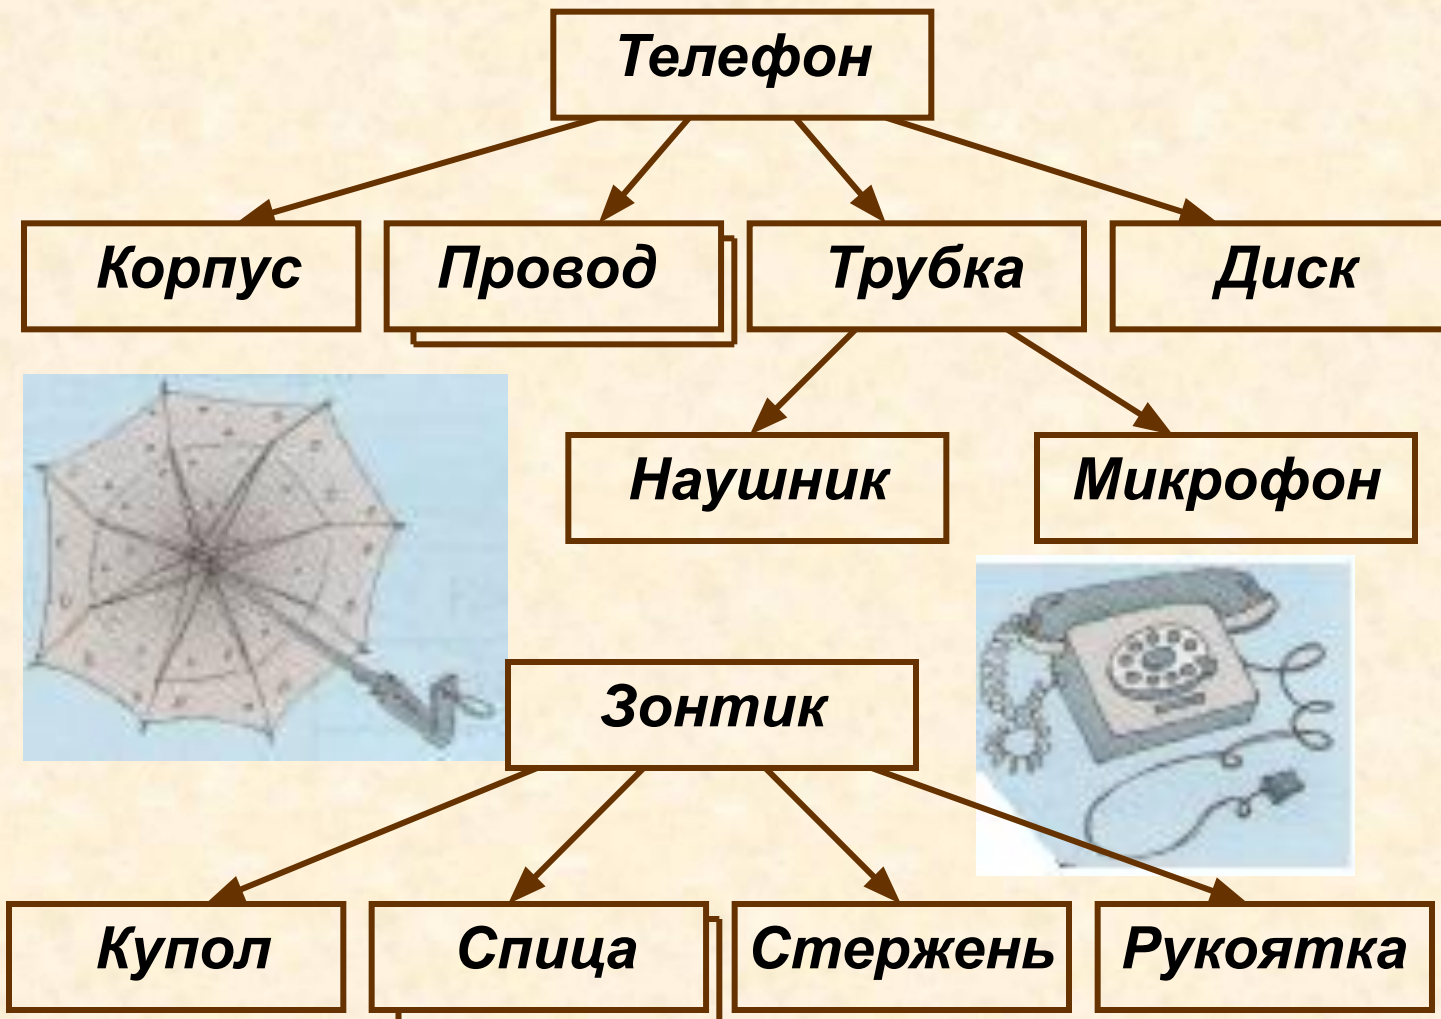 Телефон
Корпус Провод Трубка Диск
Наушник Микрофон
Зонтик
Купол Спица Стержень Рукоятка